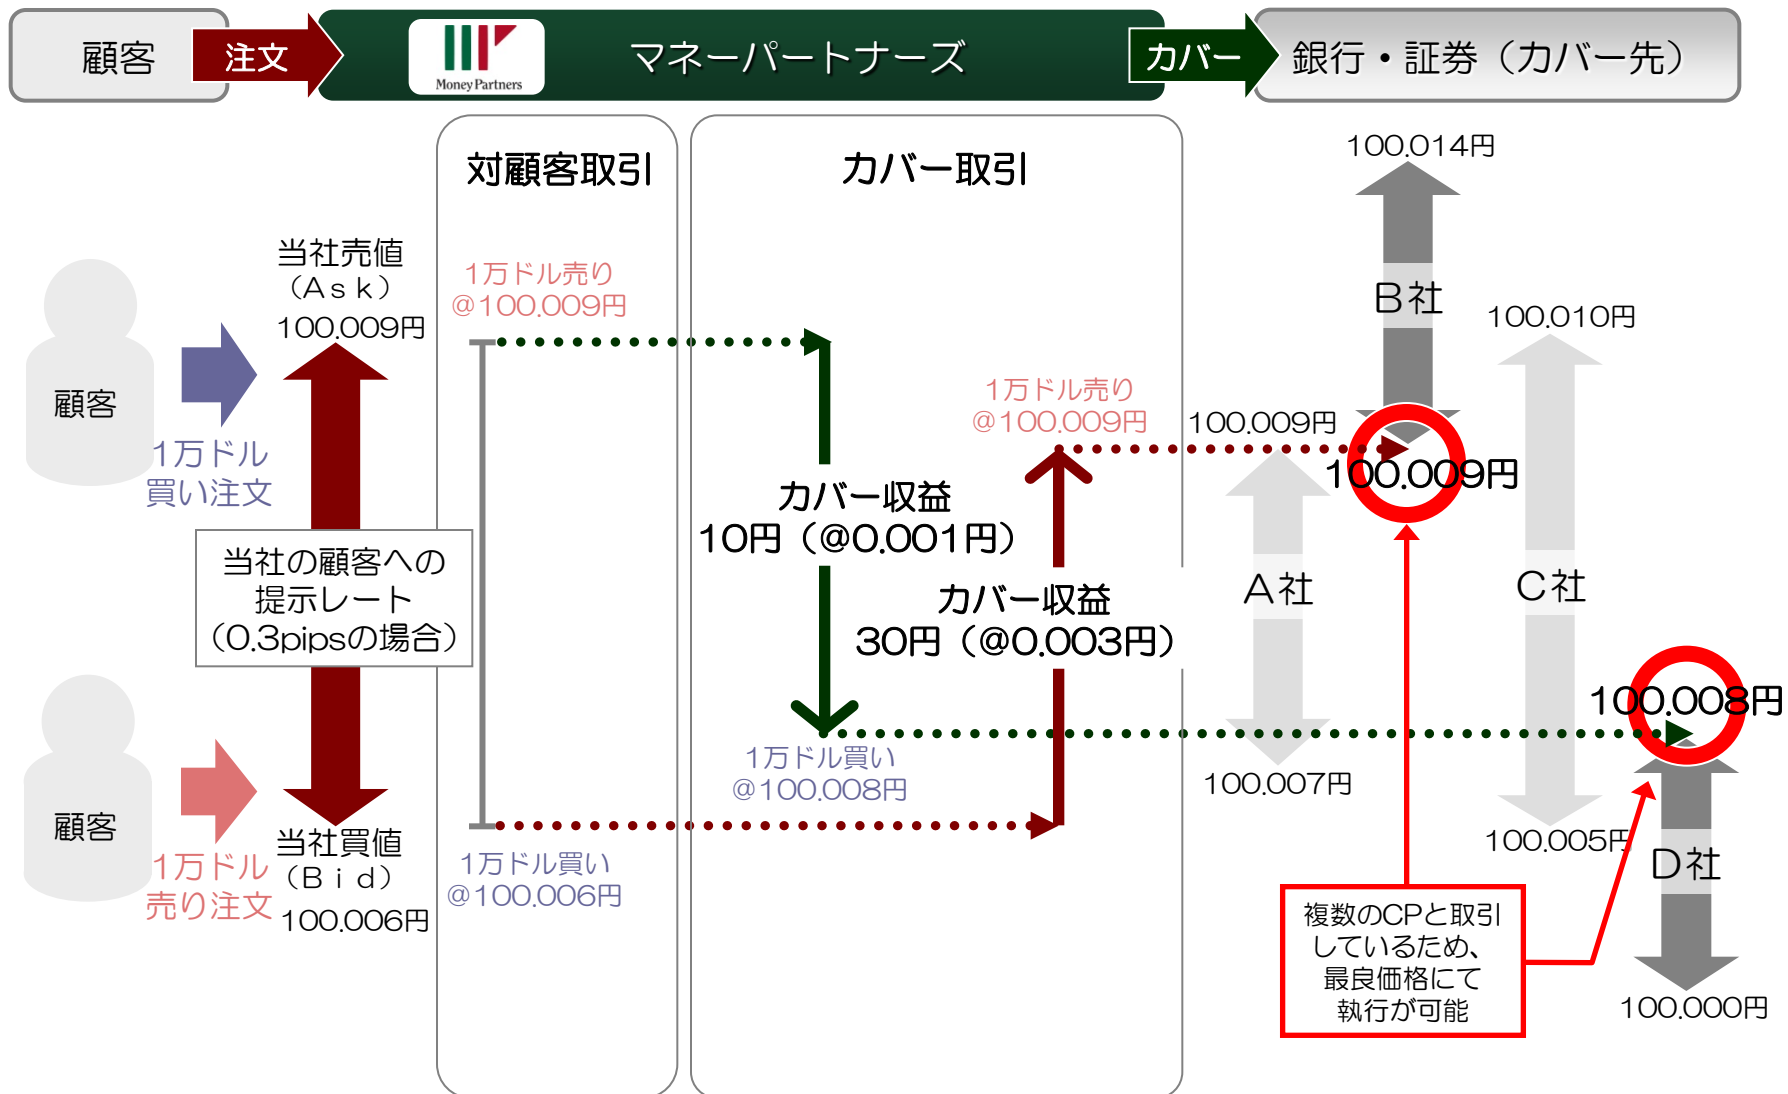 顧客
注文
Money Partners
マネーパートナーズ
カバー
銀行・証券（カバー先）
対顧客取引
カバー取引
顧客
1万ドル
買い注文
当社売値
（Ask）
100.009円
当社の顧客への
提示レート
（0.3pipsの場合）
顧客
1万ドル
売り注文
当社買値
（Bid）
100.006円
1万ドル売り
@100.009円
1万ドル買い
@100.006円
カバー収益
10円（@0.001円）
1万ドル買い
@100.008円
1万ドル売り
@100.009円
カバー収益
30円（@0.003円）
100.009円
A社
100.007円
100.014円
B社
100.009円
100.010円
C社
100.005円
100.008円
D社
100.000円
複数のCPと取引
しているため、
最良価格にて
執行が可能